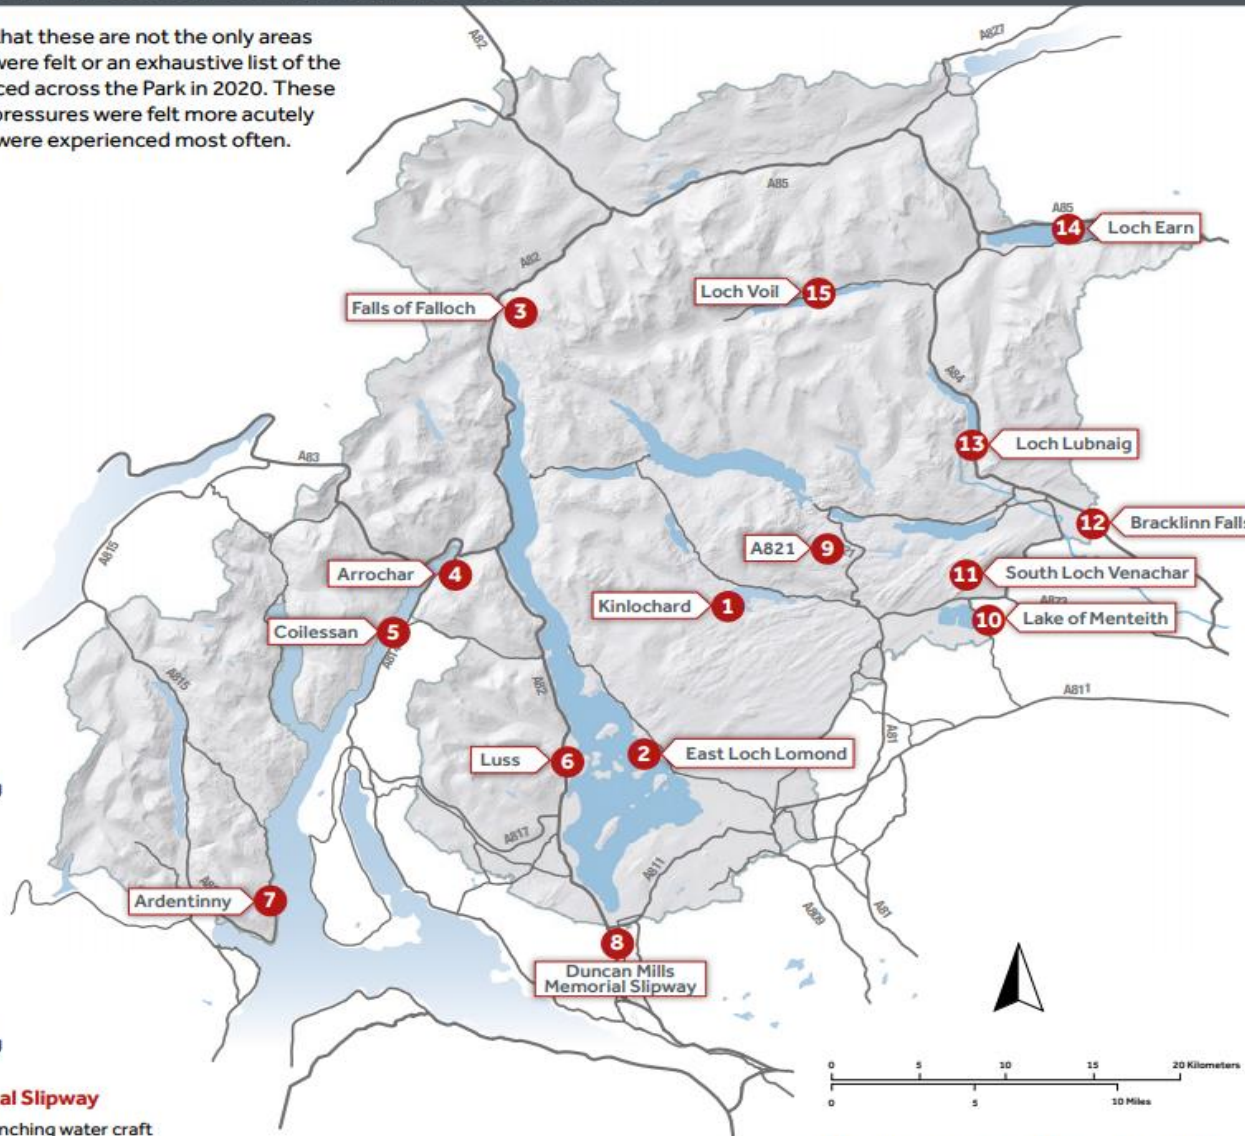 hat these are not the only areas
were felt or an exhaustive list of the
ced across the Park in 2020. These
pressures were felt more acutely
were experienced most often.
A82
A827
A85
A85
14 Loch Earn
A82
Loch Voil 15
Falls of Falloch 3
A84
13 Loch Lubnaig
A83
12 Bracklinn Falls
A815
A821 9
Arrochar 4
11 South Loch Venachar
Kinlochard 1
10 Lake of Menteith
Coilessan 5
A815
A82
A811
A81
Luss 6
2 East Loch Lomond
A817
A811
Ardentinny 7
A809
A81
8
Duncan Mills
Memorial Slipway
0 5 10 15 20 Kilometers
0 5 10 Miles
al Slipway
nching water craft